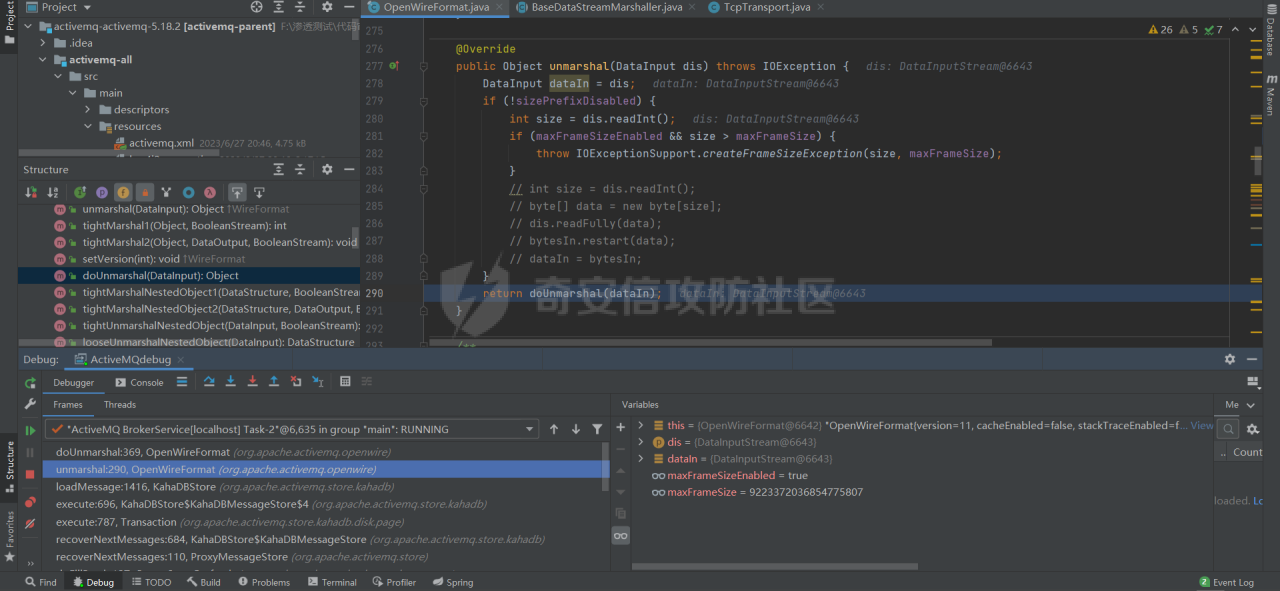 Project
activemq-activemq-5.18.2 [activemq-parent] F:\渗透测试\代码
.idea
activemq-all
src
main
descriptors
resources
activemq.xml 2023/6/27 20:46, 4.75 kB
Structure
unmarshal(DataInput): Object ↑WireFormat
tightMarshal1(Object, BooleanStream): int
tightMarshal2(Object, DataOutput, BooleanStream): void
setVersion(int): void ↑WireFormat
doUnmarshal(DataInput): Object
tightMarshalNestedObject1(DataStructure, BooleanStrea
tightMarshalNestedObject2(DataStructure, DataOutput, B
tightUnmarshalNestedObject(DataInput, BooleanStream):
looseUnmarshalNestedObject(DataInput): DataStructure
OpenWireFormat.java
BaseDataStreamMarshaller.java
TcpTransport.java
26 5 7
275
276 @Override
277 public Object unmarshal(DataInput dis) throws IOException { dis: DataInputStream@6643
278 DataInput dataIn = dis; dataIn: DataInputStream@6643
279 if (!sizePrefixDisabled) {
280 int size = dis.readInt(); dis: DataInputStream@6643
281 if (maxFrameSizeEnabled && size > maxFrameSize) {
282 throw IOExceptionSupport.createFrameSizeException(size, maxFrameSize);
283 }
284 // int size = dis.readInt();
285 // byte[] data = new byte[size];
286 // dis.readFully(data);
287 // bytesIn.restart(data);
288 // dataIn = bytesIn;
289 }
290 return doUnmarshal(dataIn); dataIn: DataInputStream@6643
291 }
292
293 /**
奇安信攻防社区
Database
Maven
Project
Structure
Favorites
Debug: ActiveMQdebug
Debugger Console
Frames Threads
"ActiveMQ BrokerService[localhost] Task-2"@6,635 in group "main": RUNNING
doUnmarshal:369, OpenWireFormat (org.apache.activemq.openwire)
unmarshal:290, OpenWireFormat (org.apache.activemq.openwire)
loadMessage:1416, KahaDBStore (org.apache.activemq.store.kahadb)
execute:696, KahaDBStore$KahaDBMessageStore$4 (org.apache.activemq.store.kahadb)
execute:787, Transaction (org.apache.activemq.store.kahadb.disk.page)
recoverNextMessages:684, KahaDBStore$KahaDBMessageStore (org.apache.activemq.store.kahadb)
recoverNextMessages:110, ProxyMessageStore (org.apache.activemq.store)
Variables
this = {OpenWireFormat@6642} "OpenWireFormat{version=11, cacheEnabled=false, stackTraceEnabled=f... View
dis = {DataInputStream@6643}
dataIn = {DataInputStream@6643}
maxFrameSizeEnabled = true
maxFrameSize = 9223372036854775807
Me
.. Count
loaded. Lo
Find Debug TODO Build Problems Terminal Profiler Spring
2 Event Log